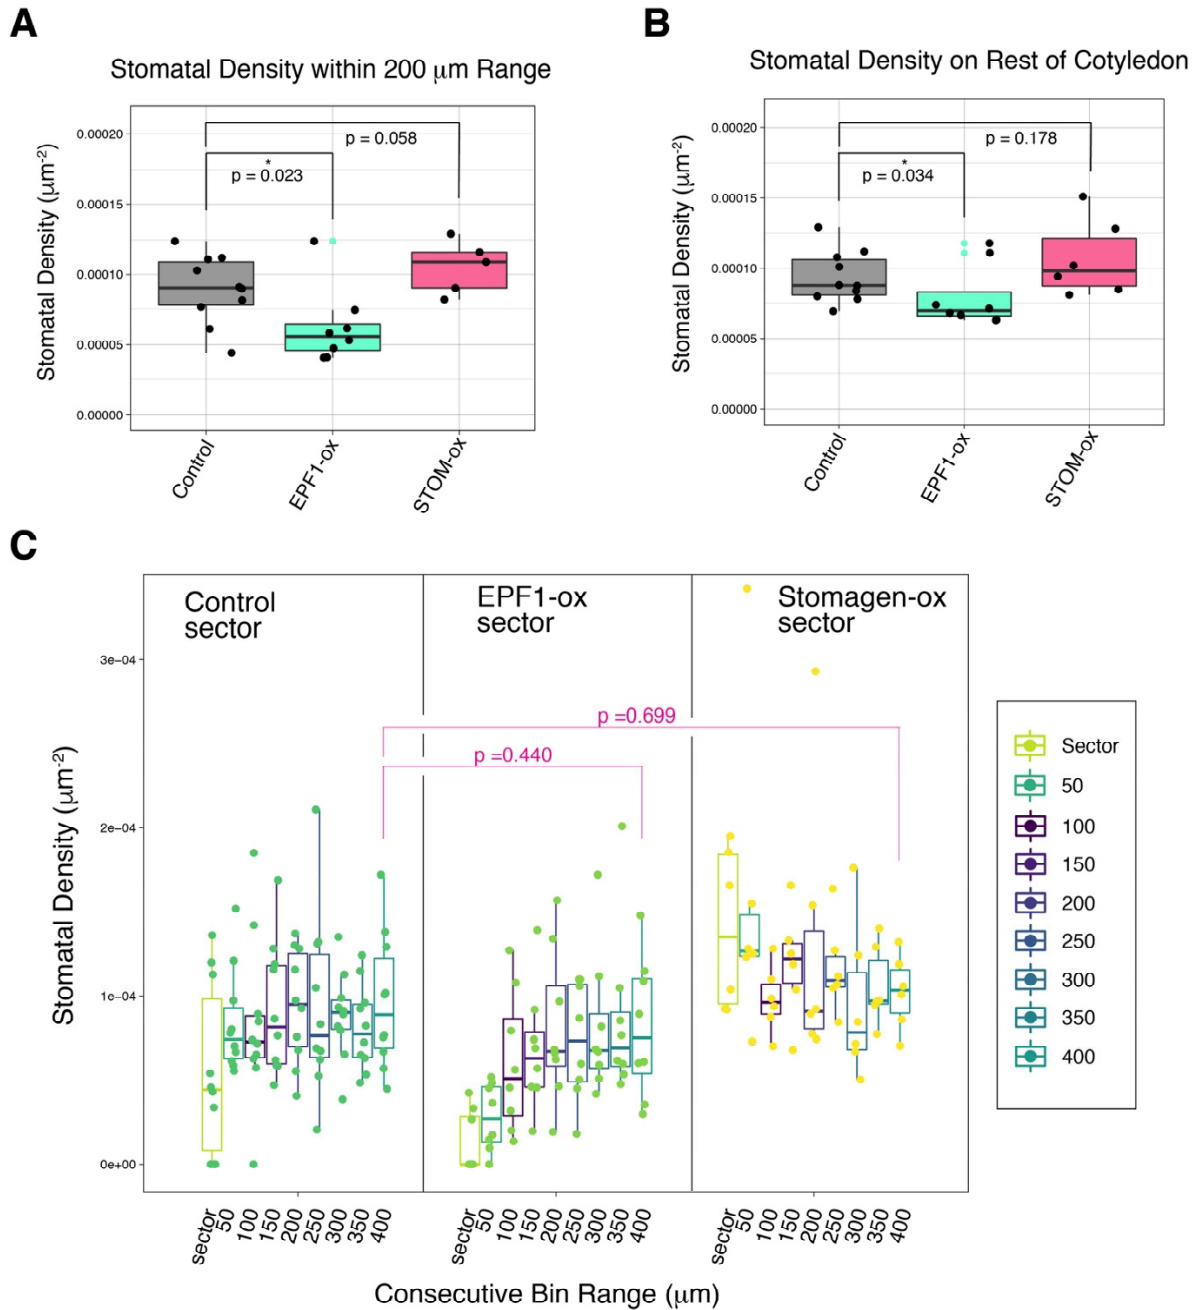 A
Stomatal Density within 200 μm Range
Stomatal Density (μm-2)
0.00020
0.00015
0.00010
0.00005
0.00000
p = 0.058
*
p = 0.023
Control
EPF1-ox
STOM-ox
B
Stomatal Density on Rest of Cotyledon
Stomatal Density (μm-2)
0.00020
0.00015
0.00010
0.00005
0.00000
p = 0.178
*
p = 0.034
Control
EPF1-ox
STOM-ox
C
Control
sector
EPF1-ox
sector
Stomagen-ox
sector
Stomatal Density (μm-2)
3e-04
2e-04
1e-04
0e+00
p =0.699
p =0.440
sector
50
100
150
200
250
300
350
400
sector
50
100
150
200
250
300
350
400
sector
50
100
150
200
250
300
350
400
Consecutive Bin Range (μm)
Sector
50
100
150
200
250
300
350
400